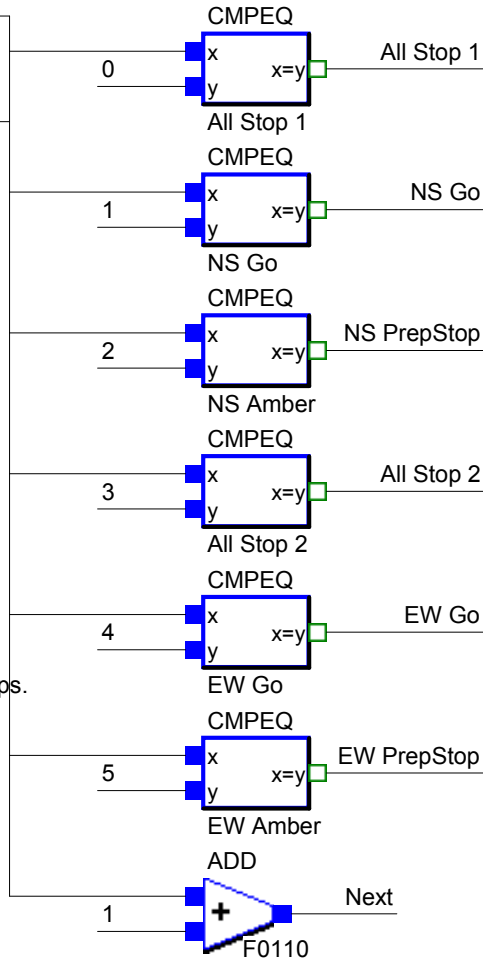 CMPEQ
x All Stop 1
0 x=y
y
All Stop 1
CMPEQ
x NS Go
1 x=y
y
NS Go
CMPEQ
x NS PrepStop
2 x=y
y
NS Amber
CMPEQ
x All Stop 2
3 x=y
y
All Stop 2
CMPEQ
x EW Go
4 x=y
y
ps. EW Go
CMPEQ
x EW PrepStop
5 x=y
y
EW Amber
ADD
Next
1 +
F0110